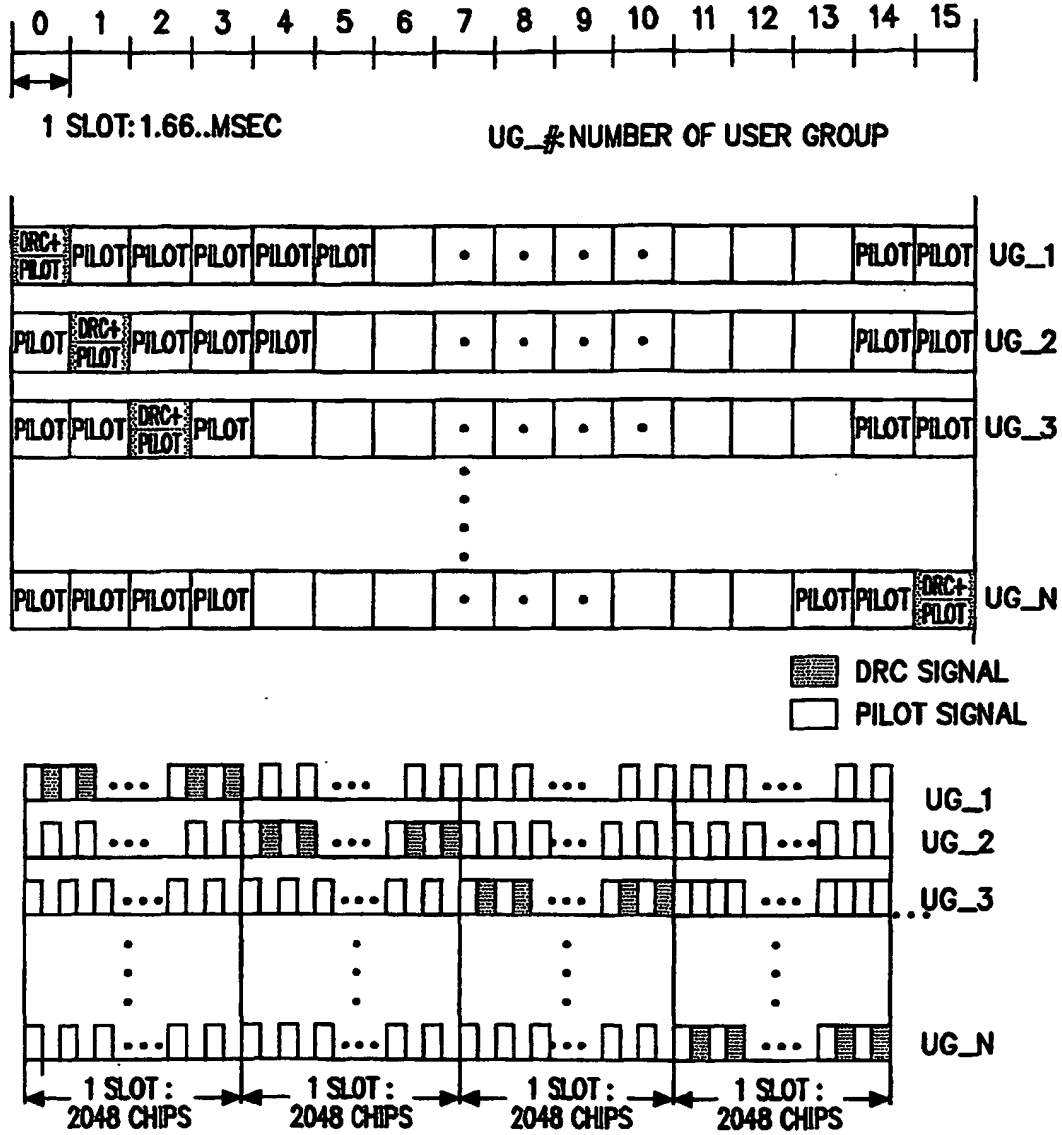 0 1 2 3 4 5 6 7 8 9 10 11 12 13 14 15
1 SLOT:1.66..MSEC
UG_#:NUMBER OF USER GROUP
DRC+ PILOT PILOT PILOT PILOT PILOT PILOT • • • • PILOT PILOT UG_1
PILOT DRC+ PILOT PILOT PILOT PILOT • • • • PILOT PILOT UG_2
PILOT PILOT DRC+ PILOT PILOT • • • • PILOT PILOT UG_3
PILOT PILOT PILOT PILOT • • • PILOT PILOT DRC+ PILOT UG_N
DRC SIGNAL
PILOT SIGNAL
••• ••• ••• ••• UG_1
••• ••• ••• ••• UG_2
••• ••• ••• ••• UG_3
••• ••• ••• ••• UG_N
1 SLOT : 1 SLOT : 1 SLOT : 1 SLOT :
2048 CHIPS 2048 CHIPS 2048 CHIPS 2048 CHIPS